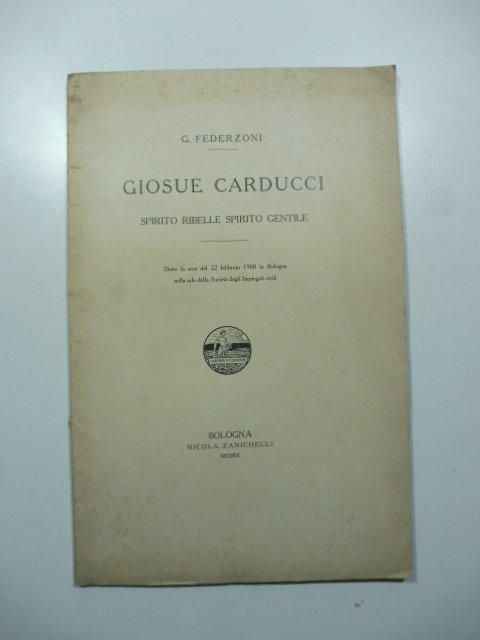 G. FEDERZONI
GIOSUE CARDUCCI
SPIRITO RIBELLE SPIRITO GENTILE
Detto la sera del 22 febbraio 1908 in Bologna
nella sala della Società degli Impiegati civili
BOLOGNA
NICOLA ZANICHELLI
MCMIX